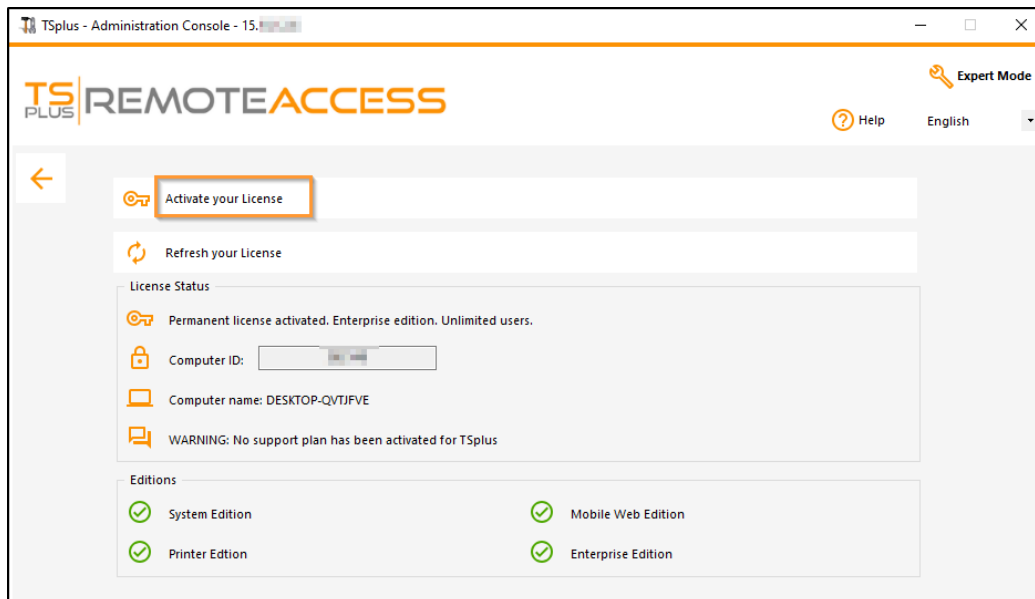 TSplus - Administration Console - 15.
Expert Mode
TS PLUS REMOTEACCESS
Help
English
Activate your License
Refresh your License
License Status
Permanent license activated. Enterprise edition. Unlimited users.
Computer ID:
Computer name: DESKTOP-QVTJFVE
WARNING: No support plan has been activated for TSplus
Editions
System Edition
Mobile Web Edition
Printer Edtion
Enterprise Edition